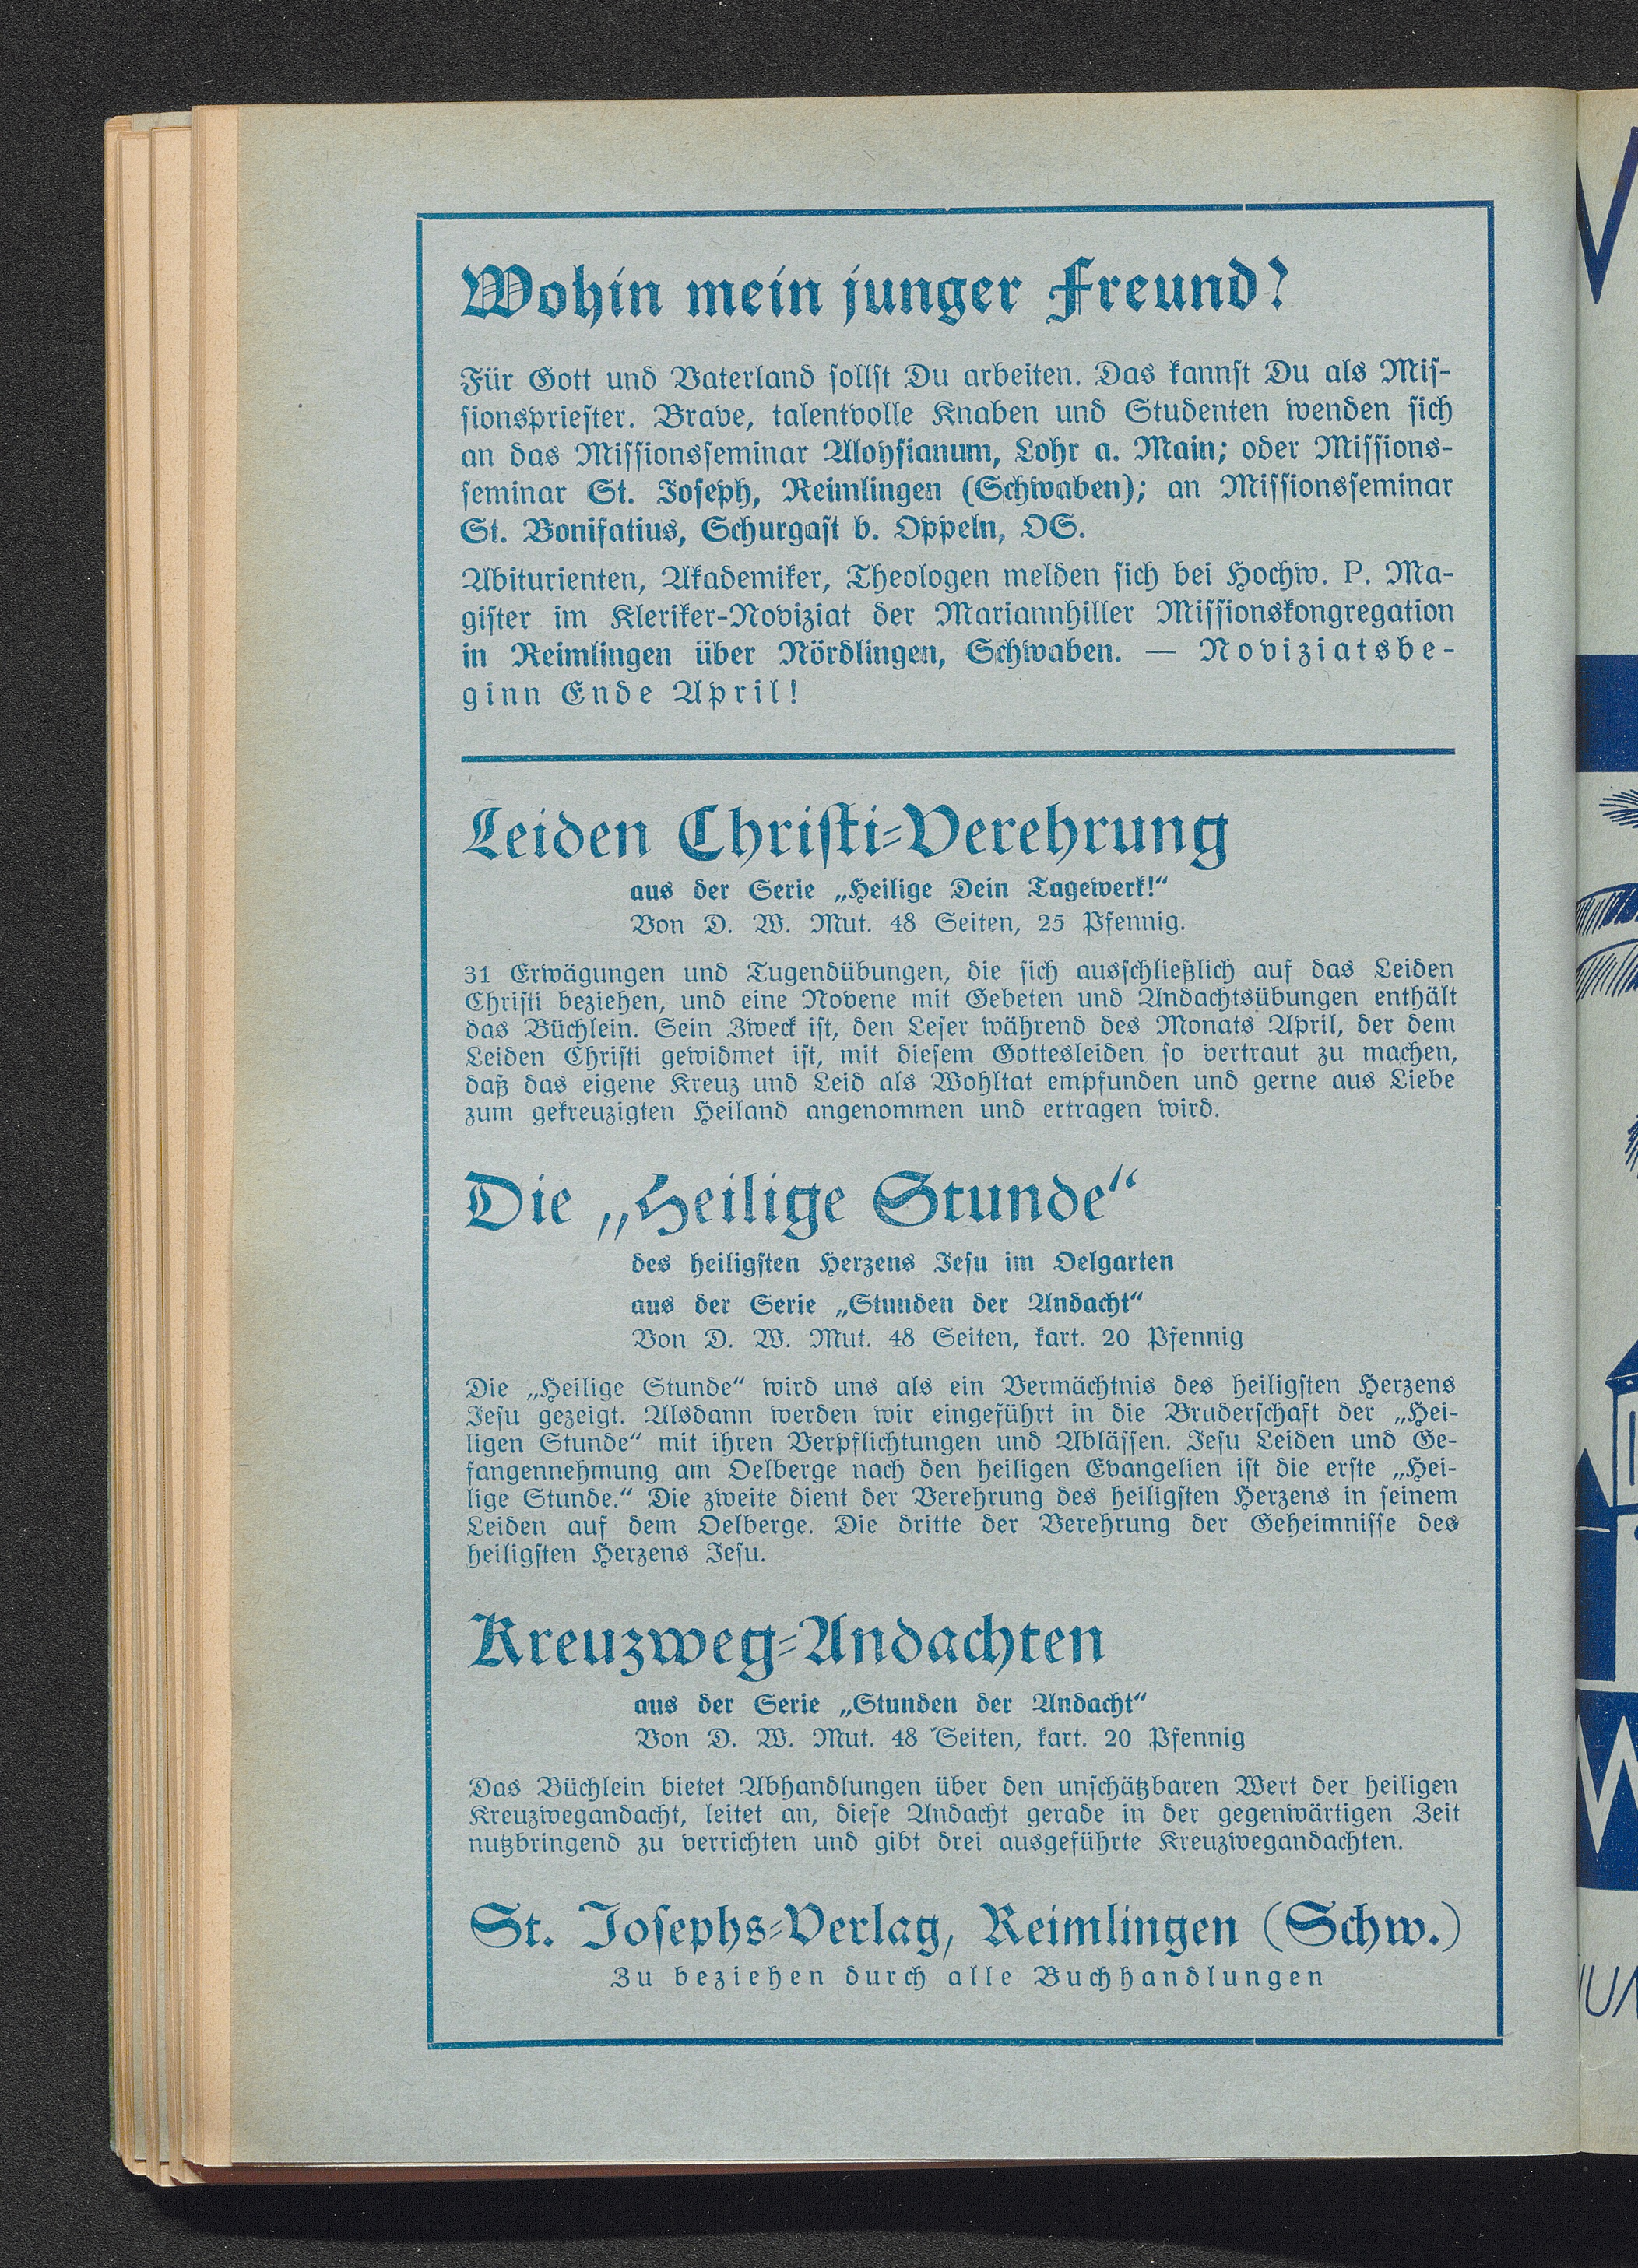 Wohin mein junger Freund?
Für Gott und Vaterland sollst Du arbeiten. Das kannst Du als Mis-
sionspriester. Brave, talentvolle Knaben und Studenten wenden sich
an das Missionsseminar Aloysianum, Lohr a. Main; oder Missions-
seminar St. Joseph, Reimlingen (Schwaben); an Missionsseminar
St. Bonifatius, Schurgast b. Oppeln, OS.
Abiturienten, Akademiker, Theologen melden sich bei Hochw. P. Ma-
gister im Kleriker-Noviziat der Mariannhiller Missionskongregation
in Reimlingen über Nördlingen, Schwaben. — Noviziatsbe-
ginn Ende April!
Leiden Christi-Verehrung
aus der Serie „Heilige Dein Tagewerk!“
Von D. W. Mut. 48 Seiten, 25 Pfennig.
31 Erwägungen und Tugendübungen, die sich ausschließlich auf das Leiden
Christi beziehen, und eine Novene mit Gebeten und Andachtsübungen enthält
das Büchlein. Sein Zweck ist, den Leser während des Monats April, der dem
Leiden Christi gewidmet ist, mit diesem Gottesleiden so vertraut zu machen,
daß das eigene Kreuz und Leid als Wohltat empfunden und gerne aus Liebe
zum gekreuzigten Heiland angenommen und ertragen wird.
Die „Heilige Stunde“
des heiligsten Herzens Jesu im Oelgarten
aus der Serie „Stunden der Andacht“
Von D. W. Mut. 48 Seiten, kart. 20 Pfennig
Die „Heilige Stunde“ wird uns als ein Vermächtnis des heiligsten Herzens
Jesu gezeigt. Alsdann werden wir eingeführt in die Bruderschaft der „Hei-
ligen Stunde“ mit ihren Verpflichtungen und Ablässen. Jesu Leiden und Ge-
fangennehmung am Oelberge nach den heiligen Evangelien ist die erste „Hei-
lige Stunde.“ Die zweite dient der Verehrung des heiligsten Herzens in seinem
Leiden auf dem Oelberge. Die dritte der Verehrung der Geheimnisse des
heiligsten Herzens Jesu.
Kreuzweg-Andachten
aus der Serie „Stunden der Andacht“
Von D. W. Mut. 48 Seiten, kart. 20 Pfennig
Das Büchlein bietet Abhandlungen über den unschätzbaren Wert der heiligen
Kreuzwegandacht, leitet an, diese Andacht gerade in der gegenwärtigen Zeit
nutzbringend zu verrichten und gibt drei ausgeführte Kreuzwegandachten.
St. Josephs-Verlag, Reimlingen (Schw.)
Zu beziehen durch alle Buchhandlungen